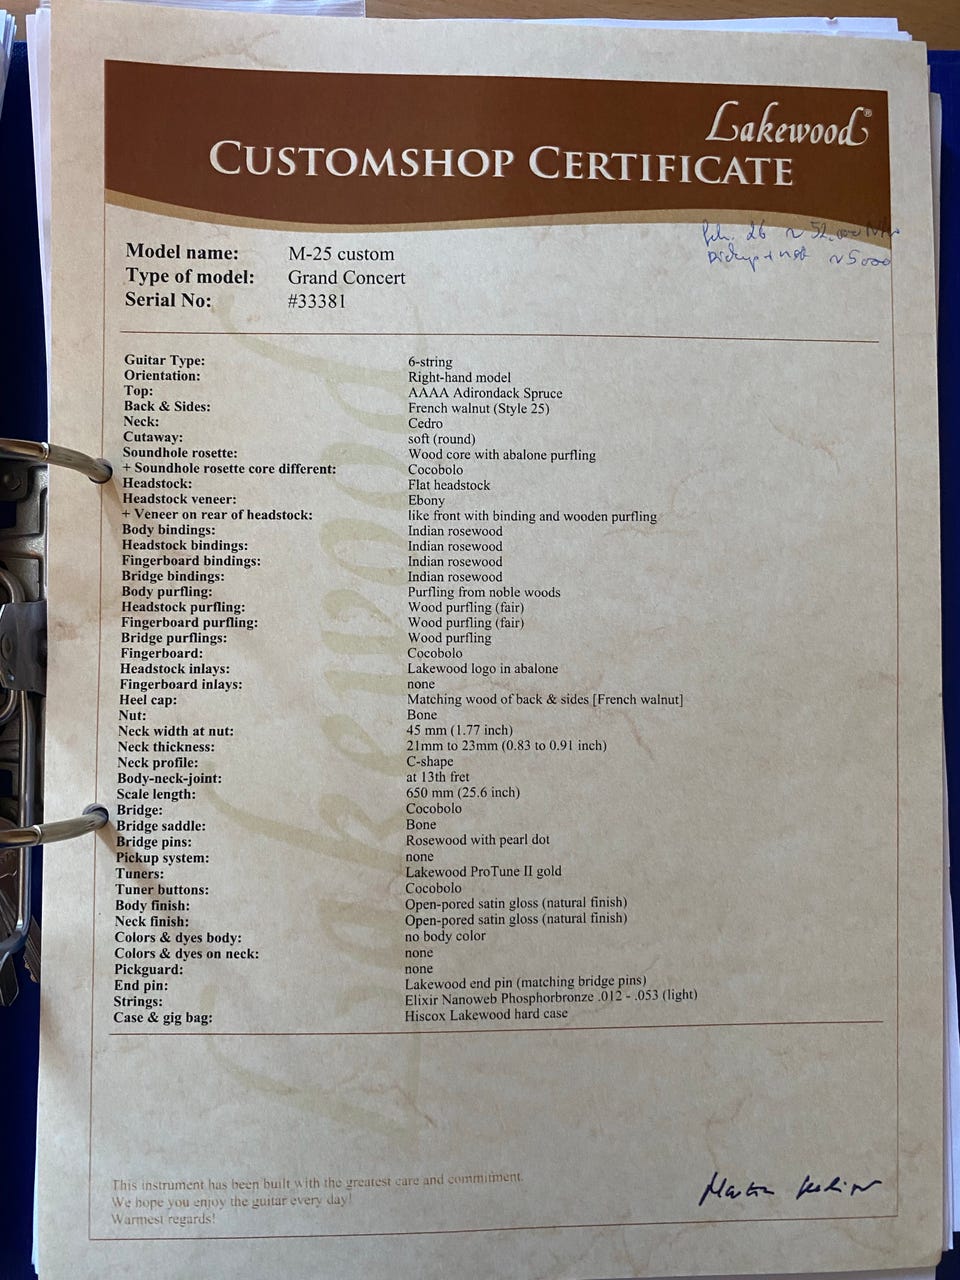 Lakewood®
CUSTOMSHOP CERTIFICATE
26 ~ 52.000
~ 5000
Model name: M-25 custom
Type of model: Grand Concert
Serial No: #33381
Guitar Type: 6-string
Orientation: Right-hand model
Top: AAAA Adirondack Spruce
Back & Sides: French walnut (Style 25)
Neck: Cedro
Cutaway: soft (round)
Soundhole rosette: Wood core with abalone purfling
+ Soundhole rosette core different: Cocobolo
Headstock: Flat headstock
Headstock veneer: Ebony
+ Veneer on rear of headstock: like front with binding and wooden purfling
Body bindings: Indian rosewood
Headstock bindings: Indian rosewood
Fingerboard bindings: Indian rosewood
Bridge bindings: Indian rosewood
Body purfling: Purfling from noble woods
Headstock purfling: Wood purfling (fair)
Fingerboard purfling: Wood purfling (fair)
Bridge purflings: Wood purfling
Fingerboard: Cocobolo
Headstock inlays: Lakewood logo in abalone
Fingerboard inlays: none
Heel cap: Matching wood of back & sides [French walnut]
Nut: Bone
Neck width at nut: 45 mm (1.77 inch)
Neck thickness: 21mm to 23mm (0.83 to 0.91 inch)
Neck profile: C-shape
Body-neck-joint: at 13th fret
Scale length: 650 mm (25.6 inch)
Bridge: Cocobolo
Bridge saddle: Bone
Bridge pins: Rosewood with pearl dot
Pickup system: none
Tuners: Lakewood ProTune II gold
Tuner buttons: Cocobolo
Body finish: Open-pored satin gloss (natural finish)
Neck finish: Open-pored satin gloss (natural finish)
Colors & dyes body: no body color
Colors & dyes on neck: none
Pickguard: none
End pin: Lakewood end pin (matching bridge pins)
Strings: Elixir Nanoweb Phosphorbronze .012 - .053 (light)
Case & gig bag: Hiscox Lakewood hard case
Lakewood
This instrument has been built with the greatest care and commitment.
We hope you enjoy the guitar every day!
Warmest regards!
Martin